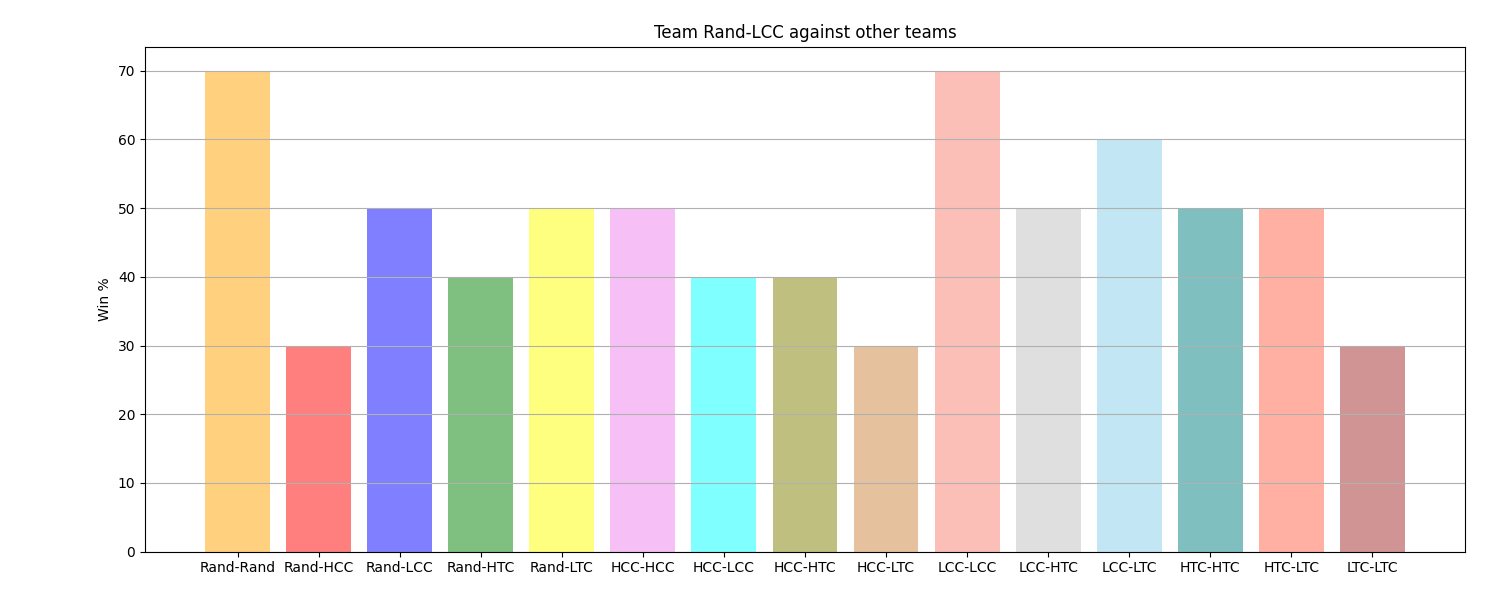 Team Rand-LCC against other teams
Win %
70
60
50
40
30
20
10
0
Rand-Rand Rand-HCC Rand-LCC Rand-HTC Rand-LTC HCC-HCC HCC-LCC HCC-HTC HCC-LTC LCC-LCC LCC-HTC LCC-LTC HTC-HTC HTC-LTC LTC-LTC